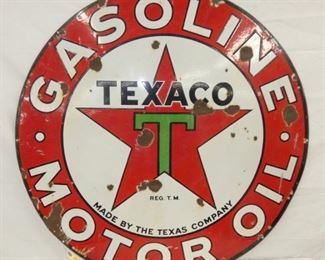 GASOLINE
TEXACO
T
REG. T.M.
MADE BY THE TEXAS COMPANY
MOTOR OIL